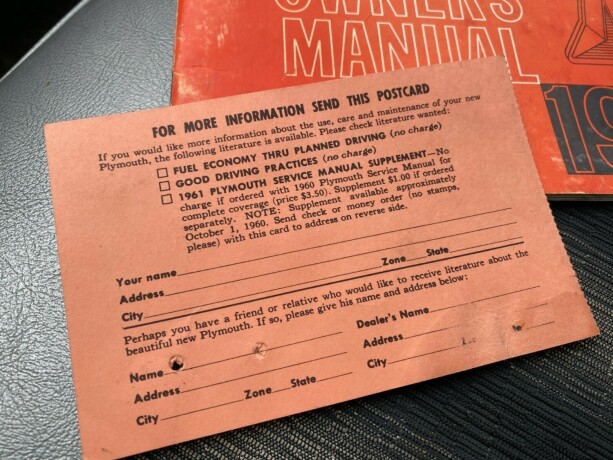 OWNER'S
MANUAL
19
FOR MORE INFORMATION SEND THIS POSTCARD
If you would like more information about the use, care and maintenance of your new
Plymouth, the following literature is available. Please check literature wanted:
☐ FUEL ECONOMY THRU PLANNED DRIVING (no charge)
☐ GOOD DRIVING PRACTICES (no charge)
☐ 1961 PLYMOUTH SERVICE MANUAL SUPPLEMENT—No
charge if ordered with 1960 Plymouth Service Manual for
complete coverage (price $3.50). Supplement $1.00 if ordered
separately. NOTE: Supplement available approximately
October 1, 1960. Send check or money order (no stamps,
please) with this card to address on reverse side.
Your name
Address
City Zone State
Perhaps you have a friend or relative who would like to receive literature about the
beautiful new Plymouth. If so, please give his name and address below:
Name
Address
City Zone State
Dealer's Name
Address
City